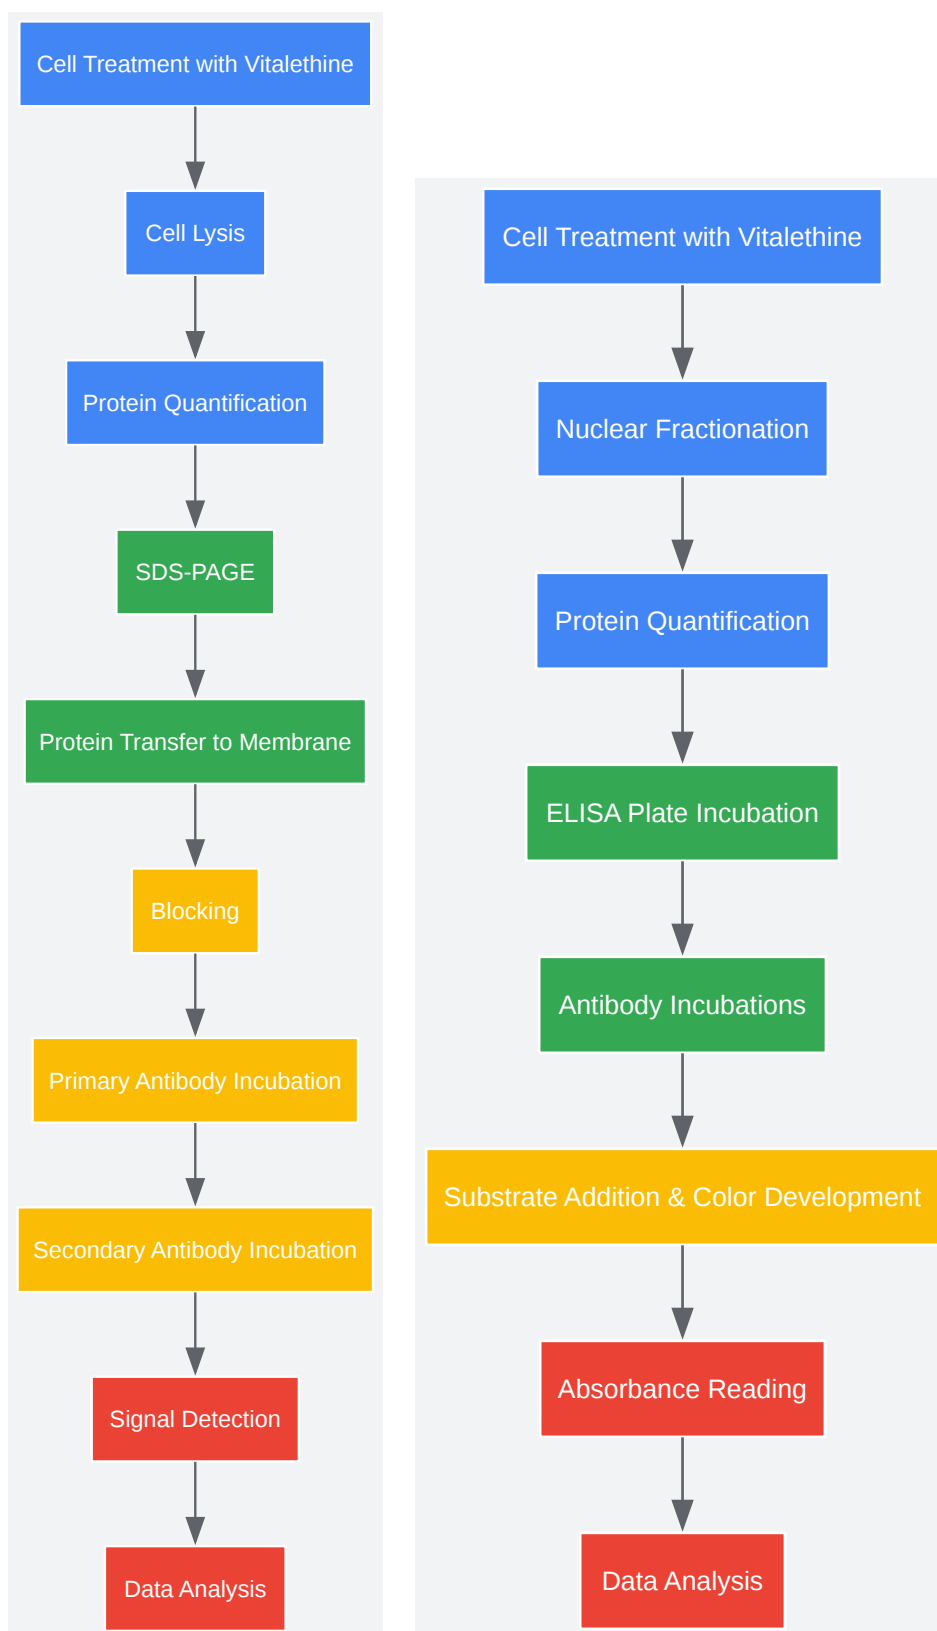 Cell Treatment with Vitalethine
Cell Lysis
Protein Quantification
SDS-PAGE
Protein Transfer to Membrane
Blocking
Primary Antibody Incubation
Secondary Antibody Incubation
Signal Detection
Data Analysis
Cell Treatment with Vitalethine
Nuclear Fractionation
Protein Quantification
ELISA Plate Incubation
Antibody Incubations
Substrate Addition & Color Development
Absorbance Reading
Data Analysis